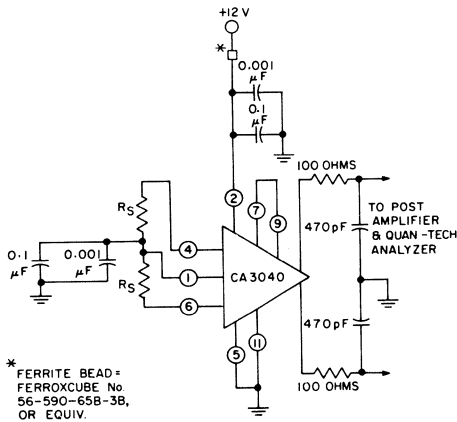 +12 V
*
0.001
μF
0.1
μF
100 OHMS
2
7
9
RS
4
470pF
TO POST
AMPLIFIER
& QUAN-TECH
ANALYZER
0.1
μF
0.001
μF
1
CA3040
RS
6
470pF
5
11
100 OHMS
*
FERRITE BEAD=
FERROXCUBE No.
56-590-65B-3B,
OR EQUIV.